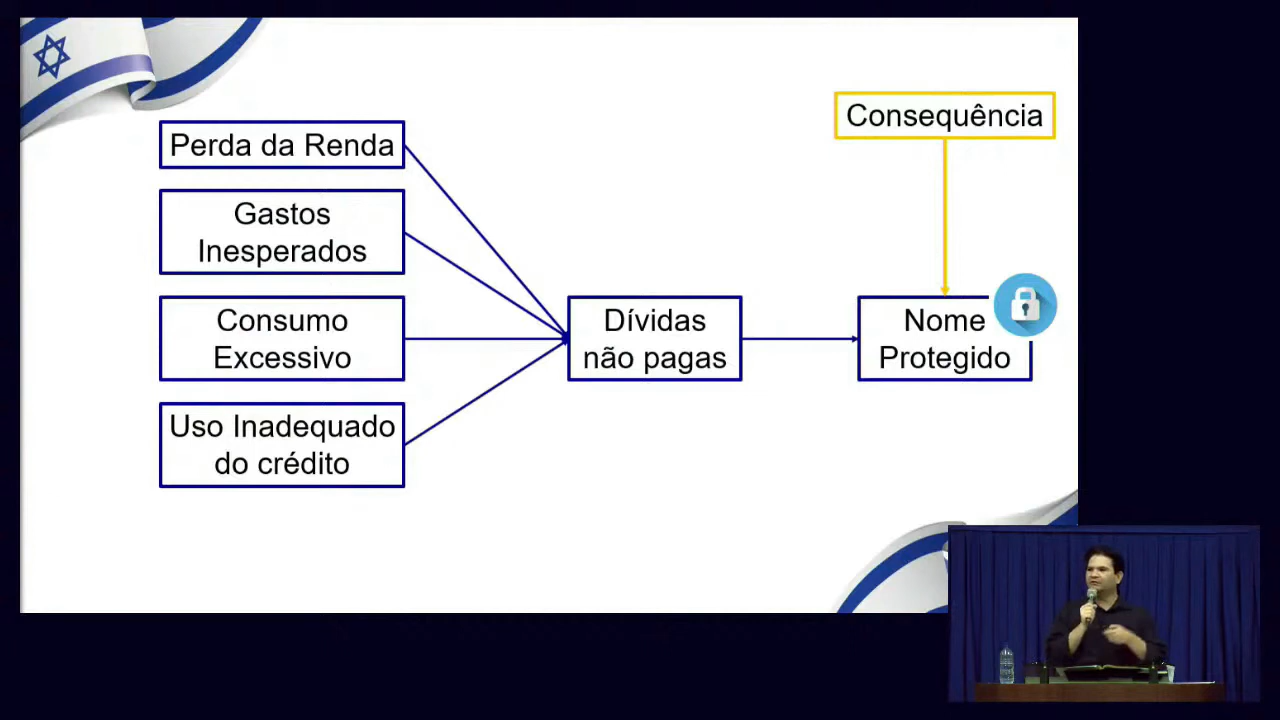 Perda da Renda
Gastos
Inesperados
Consumo
Excessivo
Uso Inadequado
do crédito
Dívidas
não pagas
Consequência
Nome
Protegido